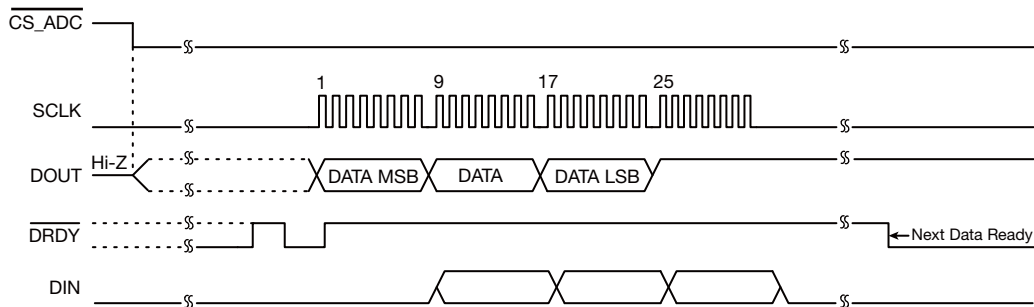 CS_ADC
1 9 17 25
SCLK
Hi-Z
DOUT DATA MSB DATA DATA LSB
DRDY Next Data Ready
DIN